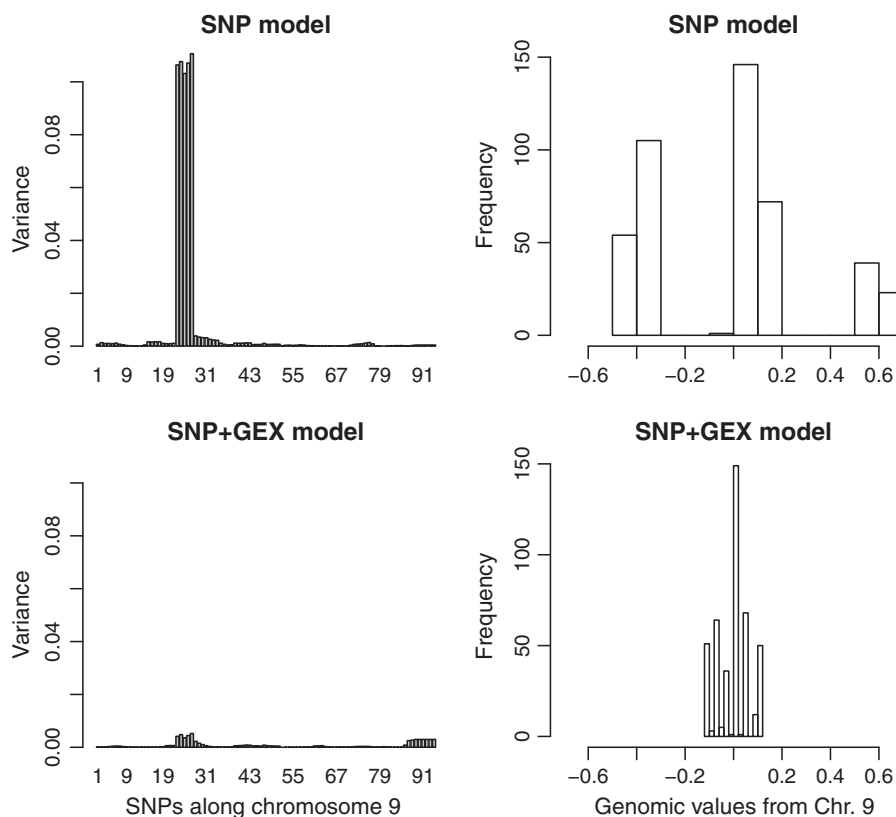 SNP model
SNP model
Variance
0.00 0.04 0.08
1 9 19 31 43 55 67 79 91
Frequency
0 50 100 150
−0.6 −0.2 0.2 0.4 0.6
SNP+GEX model
SNP+GEX model
Variance
0.00 0.04 0.08
1 9 19 31 43 55 67 79 91
SNPs along chromosome 9
Frequency
0 50 100 150
−0.6 −0.2 0.2 0.4 0.6
Genomic values from Chr. 9